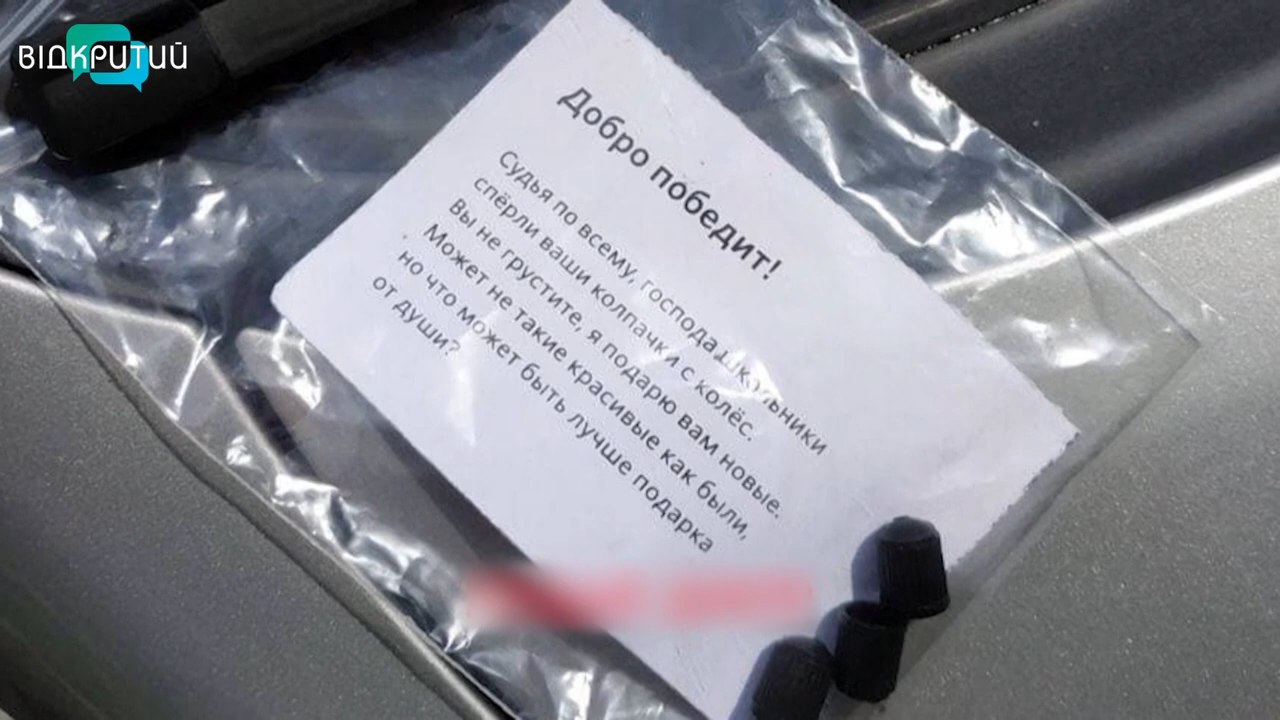 ВІДКРИТИЙ
Добро победит!
Судья по всему, господа школьники
спёрли ваши колпачки с колёс.
Вы не грустите, я подарю вам новые.
Может не такие красивые как были,
но что может быть лучше подарка
от души?